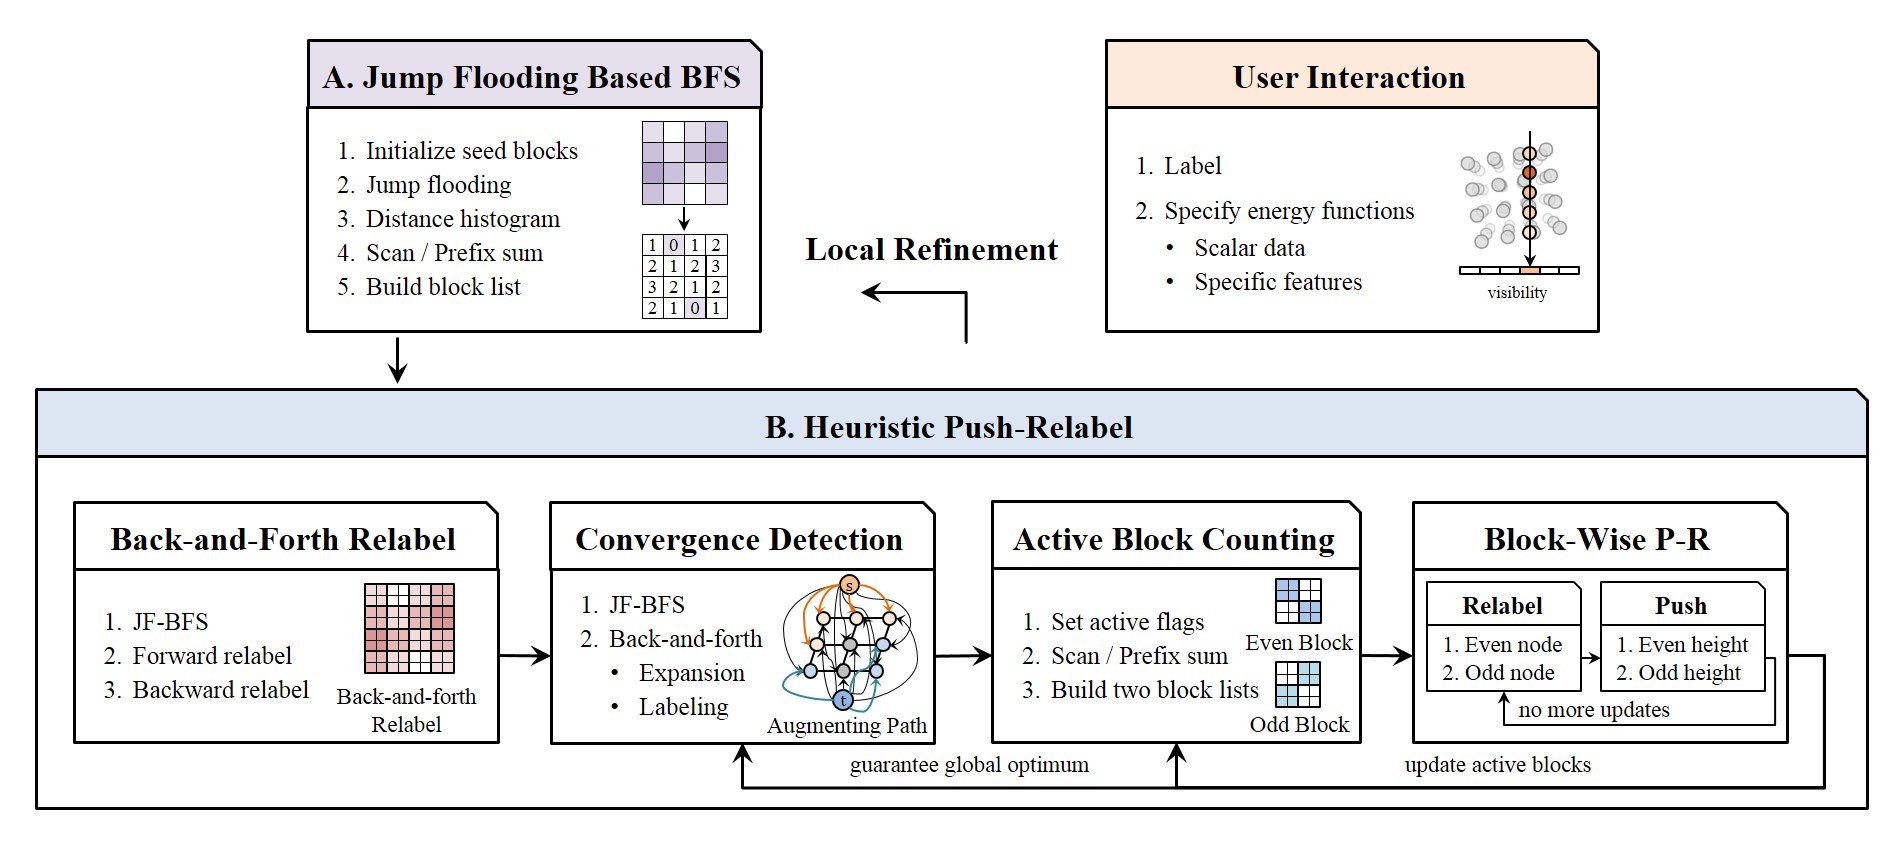 A. Jump Flooding Based BFS
1. Initialize seed blocks
2. Jump flooding
3. Distance histogram
4. Scan / Prefix sum
5. Build block list
1 0 1 2
2 1 2 3
3 2 1 2
2 1 0 1
Local Refinement
User Interaction
1. Label
2. Specify energy functions
• Scalar data
• Specific features
visibility
B. Heuristic Push-Relabel
Back-and-Forth Relabel
1. JF-BFS
2. Forward relabel
3. Backward relabel
Back-and-forth
Relabel
Convergence Detection
1. JF-BFS
2. Back-and-forth
• Expansion
• Labeling
s
t
Augmenting Path
Active Block Counting
1. Set active flags
2. Scan / Prefix sum
3. Build two block lists
Even Block
Odd Block
Block-Wise P-R
Relabel
1. Even node
2. Odd node
Push
1. Even height
2. Odd height
no more updates
guarantee global optimum
update active blocks